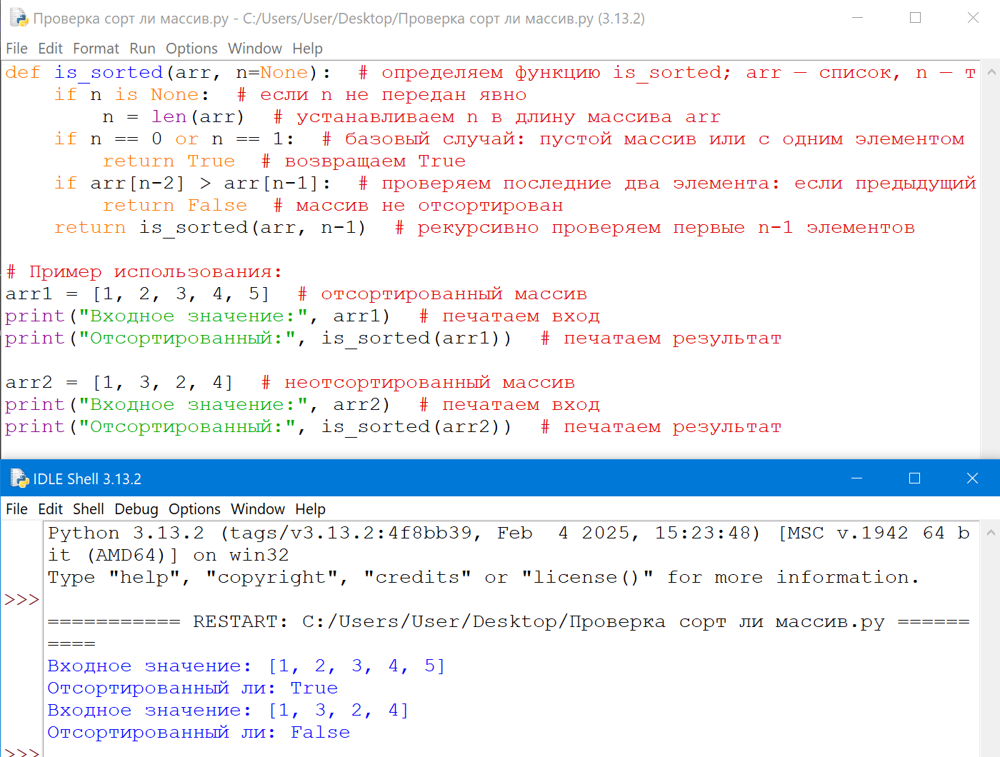 Проверка сорт ли массив.py - C:/Users/User/Desktop/Проверка сорт ли массив.py (3.13.2)
File Edit Format Run Options Window Help
def is_sorted(arr, n=None):  # определяем функцию is_sorted; arr — список, n — т
    if n is None:  # если n не передан явно
        n = len(arr)  # устанавливаем n в длину массива arr
    if n == 0 or n == 1:  # базовый случай: пустой массив или с одним элементом
        return True  # возвращаем True
    if arr[n-2] > arr[n-1]:  # проверяем последние два элемента: если предыдущий
        return False  # массив не отсортирован
    return is_sorted(arr, n-1)  # рекурсивно проверяем первые n-1 элементов
# Пример использования:
arr1 = [1, 2, 3, 4, 5]  # отсортированный массив
print("Входное значение:", arr1)  # печатаем вход
print("Отсортированный:", is_sorted(arr1))  # печатаем результат
arr2 = [1, 3, 2, 4]  # неотсортированный массив
print("Входное значение:", arr2)  # печатаем вход
print("Отсортированный:", is_sorted(arr2))  # печатаем результат
IDLE Shell 3.13.2
File Edit Shell Debug Options Window Help
Python 3.13.2 (tags/v3.13.2:4f8bb39, Feb  4 2025, 15:23:48) [MSC v.1942 64 b
it (AMD64)] on win32
Type "help", "copyright", "credits" or "license()" for more information.
>>>
=========== RESTART: C:/Users/User/Desktop/Проверка сорт ли массив.py ======
====
Входное значение: [1, 2, 3, 4, 5]
Отсортированный ли: True
Входное значение: [1, 3, 2, 4]
Отсортированный ли: False
>>>